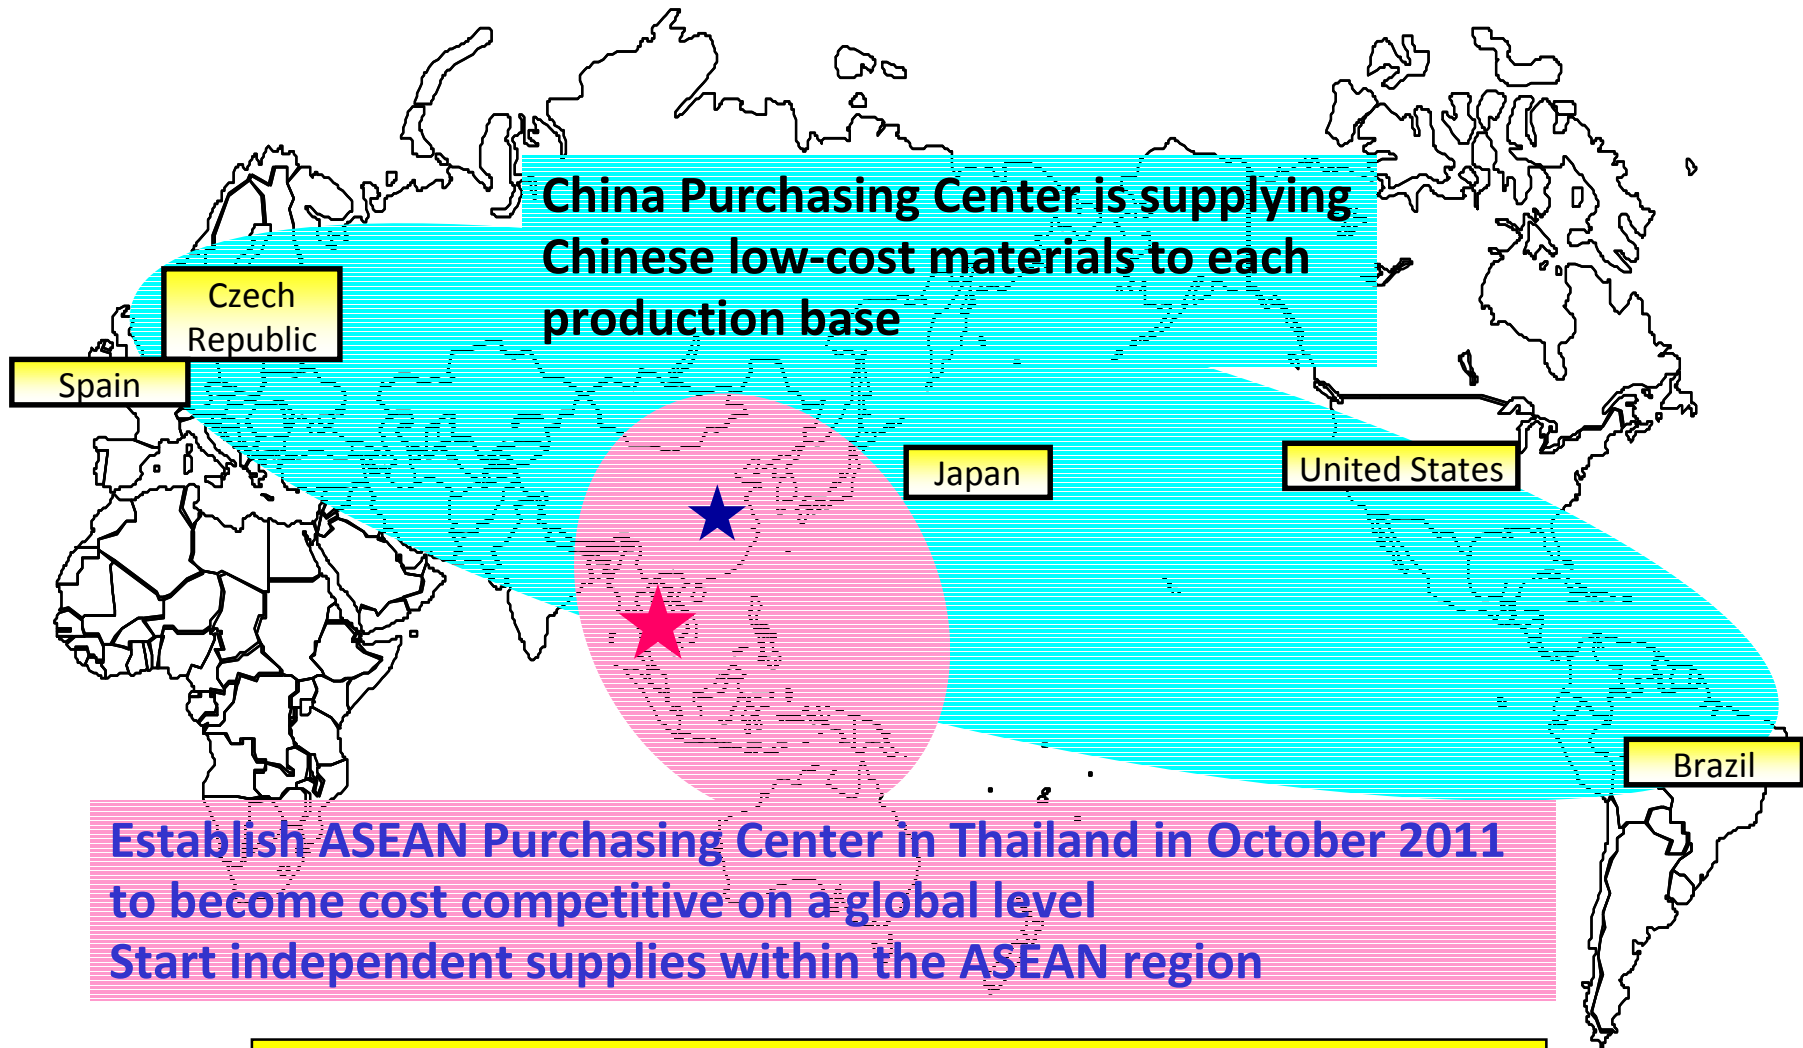 China Purchasing Center is supplying
Chinese low-cost materials to each
production base
Czech
Republic
Spain
Japan
United States
Brazil
Establish ASEAN Purchasing Center in Thailand in October 2011
to become cost competitive on a global level
Start independent supplies within the ASEAN region